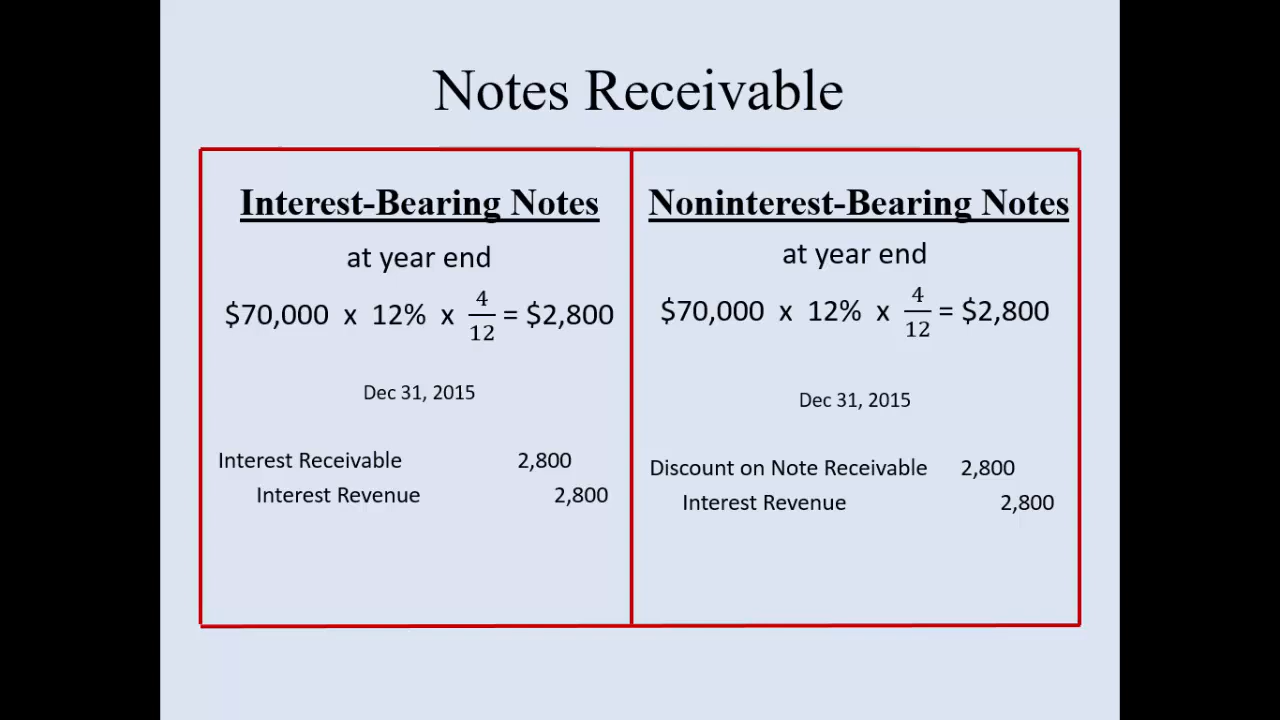 Notes Receivable
Interest-Bearing Notes
at year end
$70,000 x 12% x 4/12 = $2,800
Dec 31, 2015
Interest Receivable 2,800
Interest Revenue 2,800
Noninterest-Bearing Notes
at year end
$70,000 x 12% x 4/12 = $2,800
Dec 31, 2015
Discount on Note Receivable 2,800
Interest Revenue 2,800